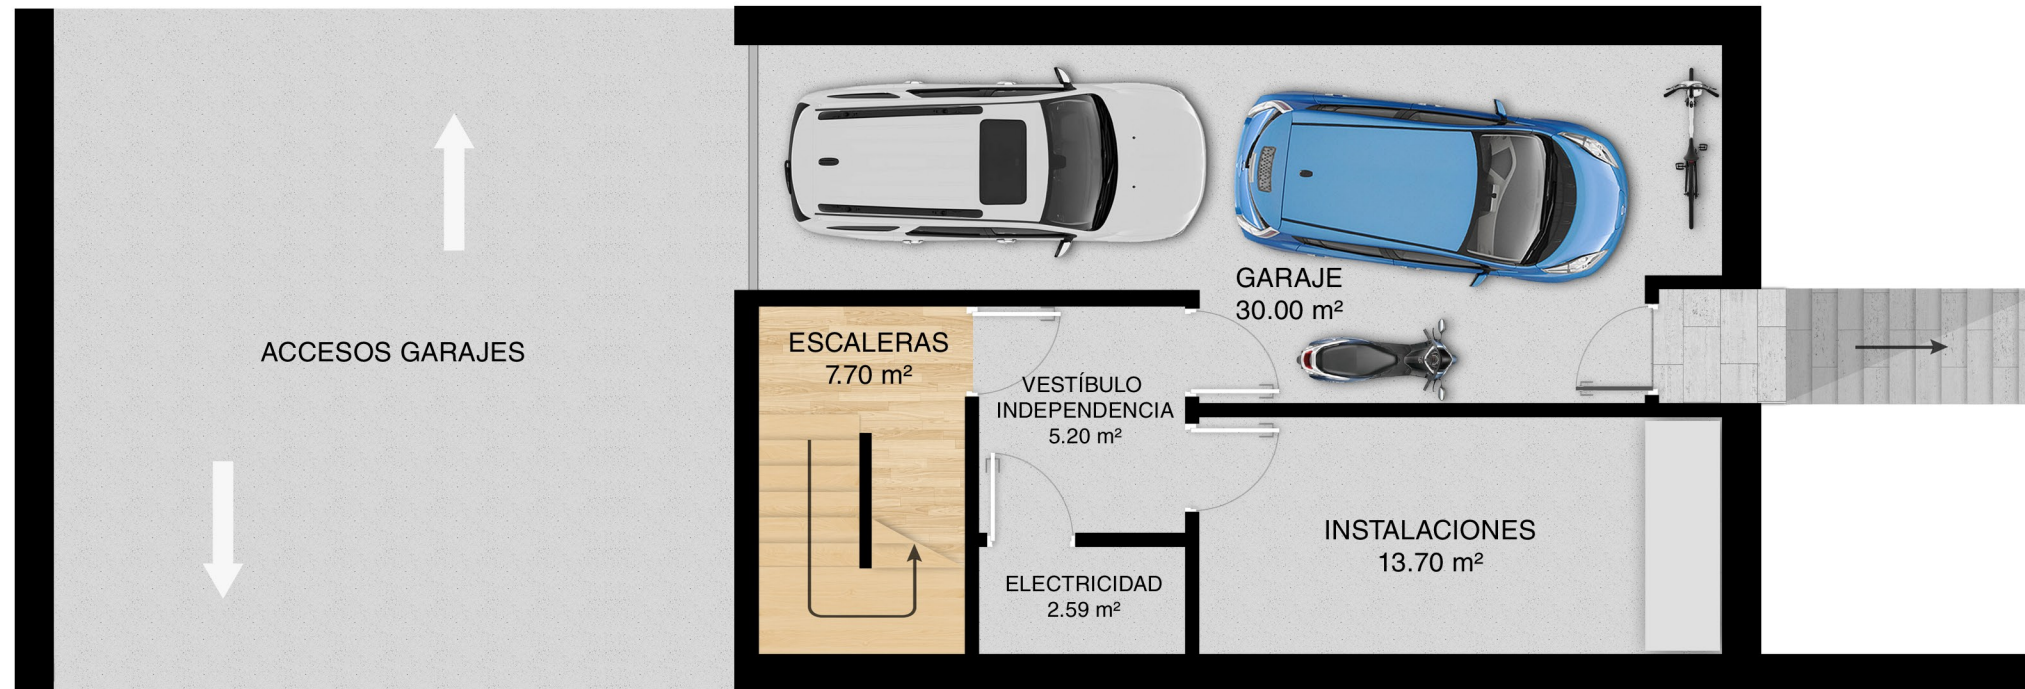 ACCESOS GARAJES
ESCALERAS
7.70 m²
VESTÍBULO
INDEPENDENCIA
5.20 m²
ELECTRICIDAD
2.59 m²
GARAJE
30.00 m²
INSTALACIONES
13.70 m²